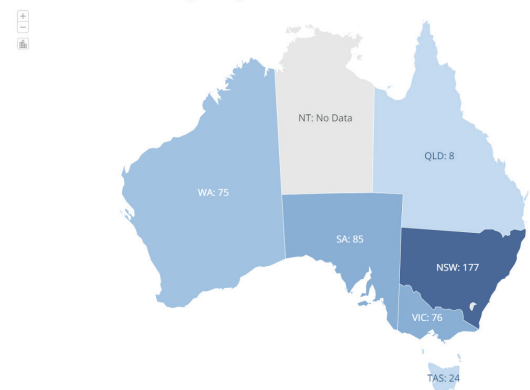 +
−
NT: No Data
QLD: 8
WA: 75
SA: 85
NSW: 177
VIC: 76
TAS: 24